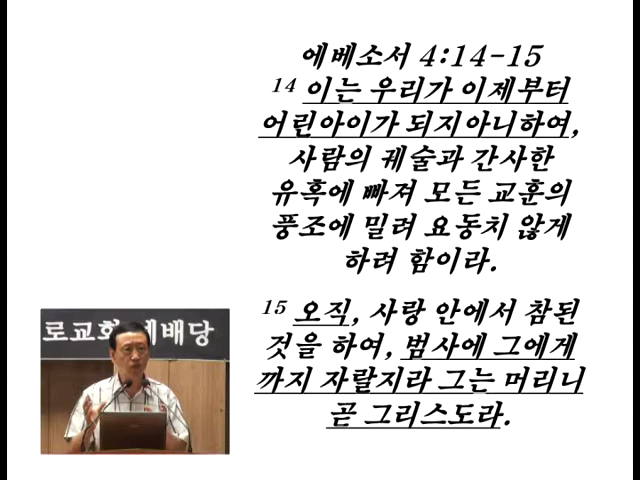 에베소서 4:14-15
14 이는 우리가 이제부터
어린아이가 되지아니하여,
사람의 궤술과 간사한
유혹에 빠져 모든 교훈의
풍조에 밀려 요동치 않게
하려 함이라.
15 오직, 사랑 안에서 참된
것을 하여, 범사에 그에게
까지 자랄지라 그는 머리니
곧 그리스도라.
로교회 예배당